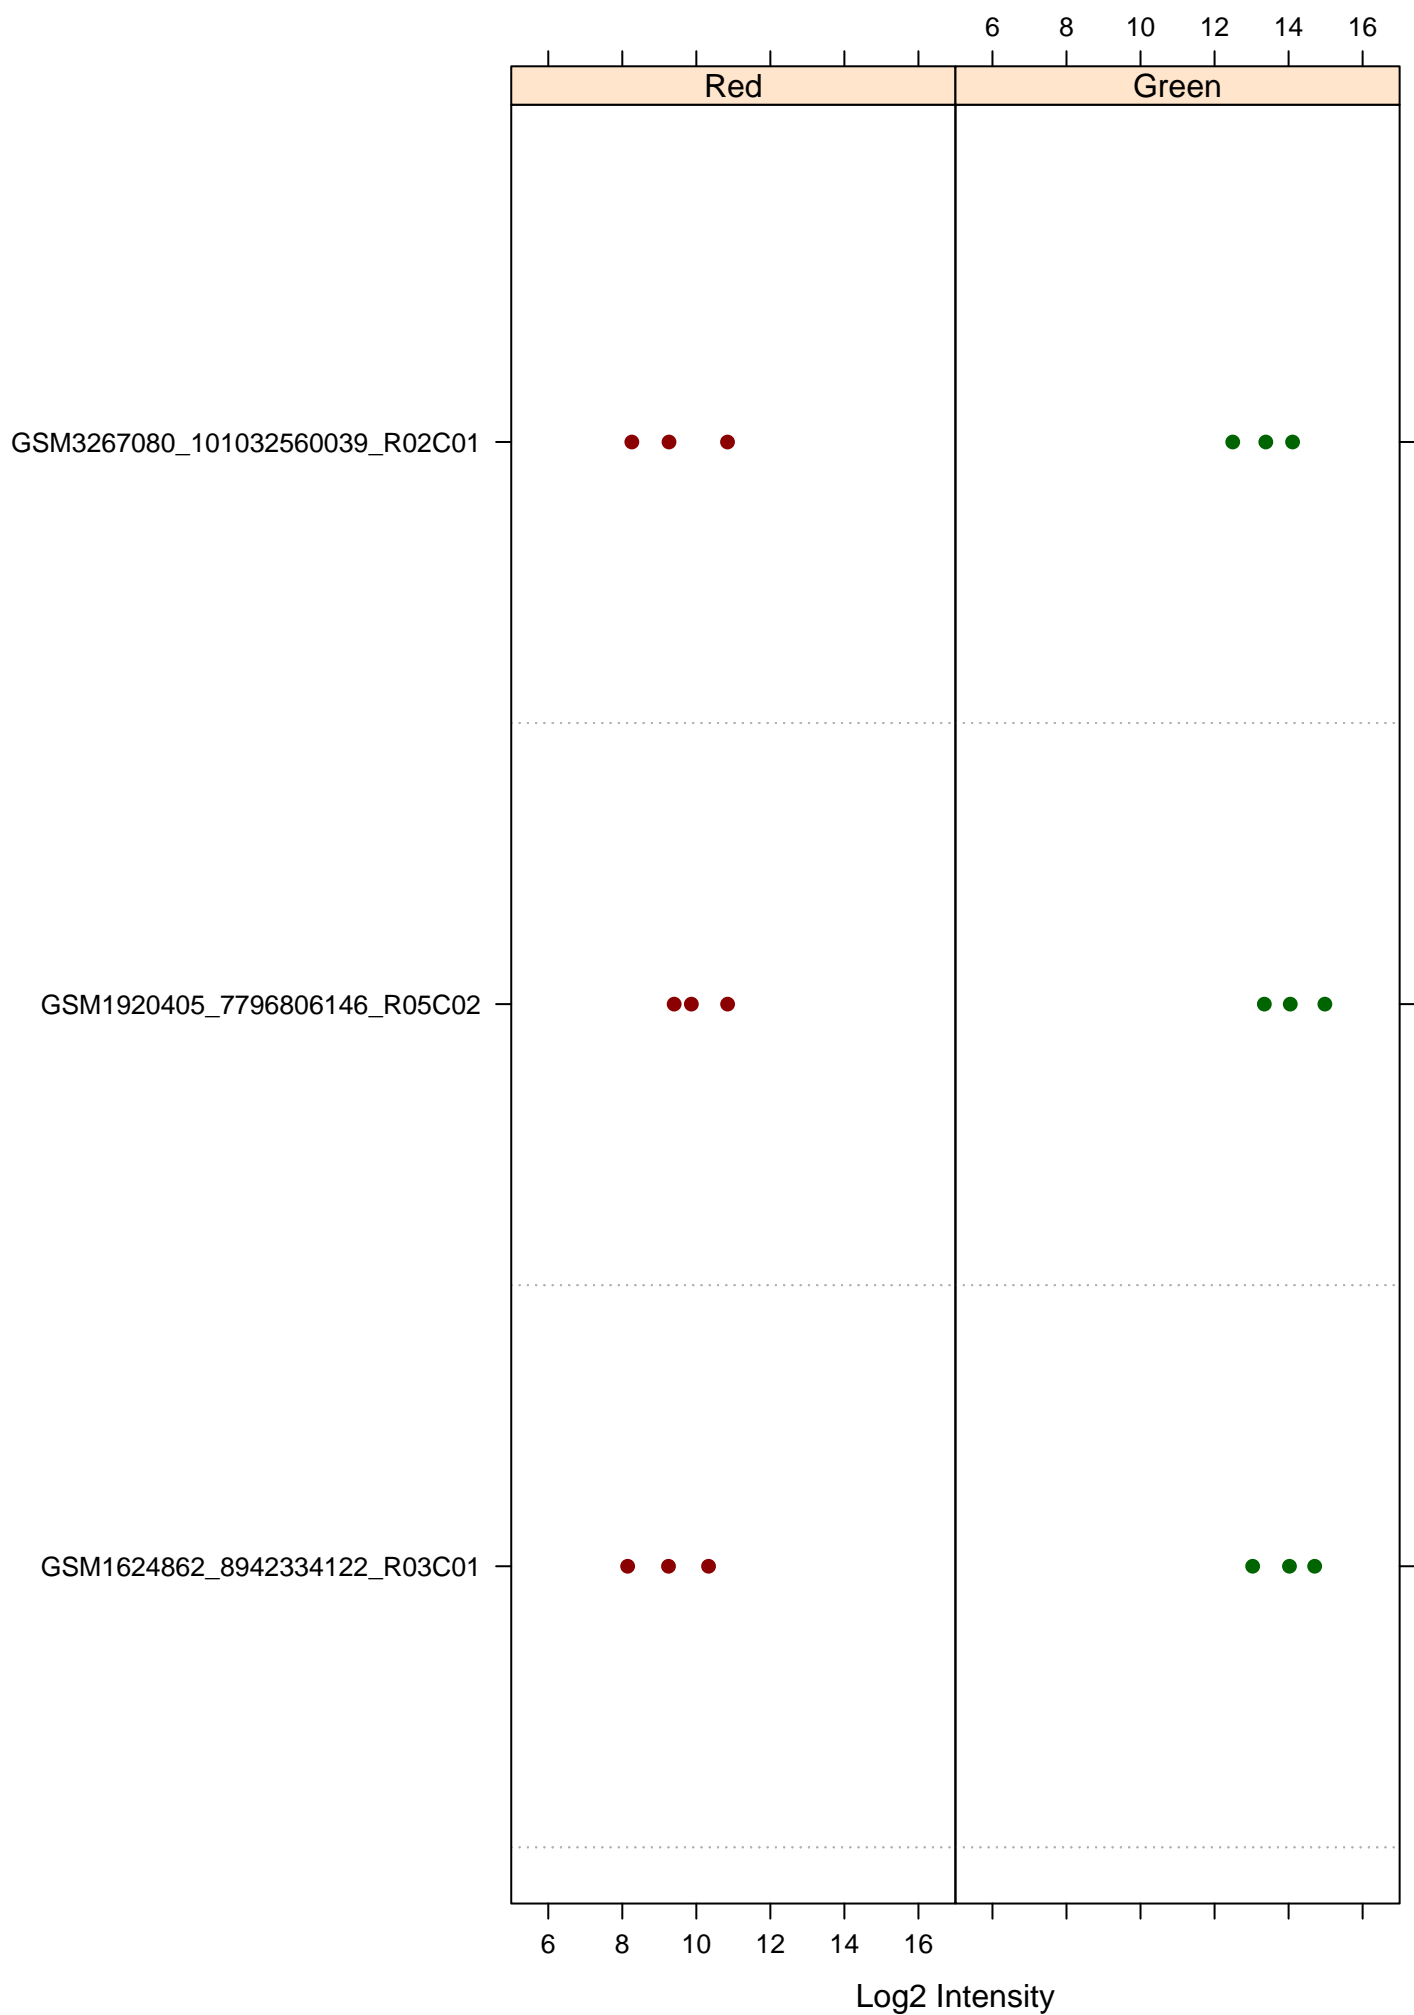 6 8 10 12 14 16
Red Green
GSM3267080_101032560039_R02C01
GSM1920405_7796806146_R05C02
GSM1624862_8942334122_R03C01
6 8 10 12 14 16
Log2 Intensity